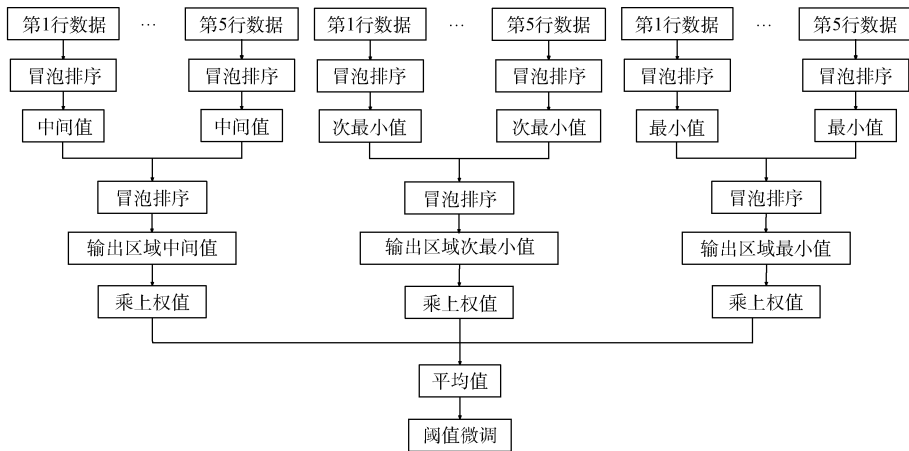 第1行数据 … 第5行数据 第1行数据 … 第5行数据 第1行数据 … 第5行数据
冒泡排序 冒泡排序 冒泡排序 冒泡排序 冒泡排序 冒泡排序
中间值 中间值 次最小值 次最小值 最小值 最小值
冒泡排序 冒泡排序 冒泡排序
输出区域中间值 输出区域次最小值 输出区域最小值
乘上权值 乘上权值 乘上权值
平均值
阈值微调